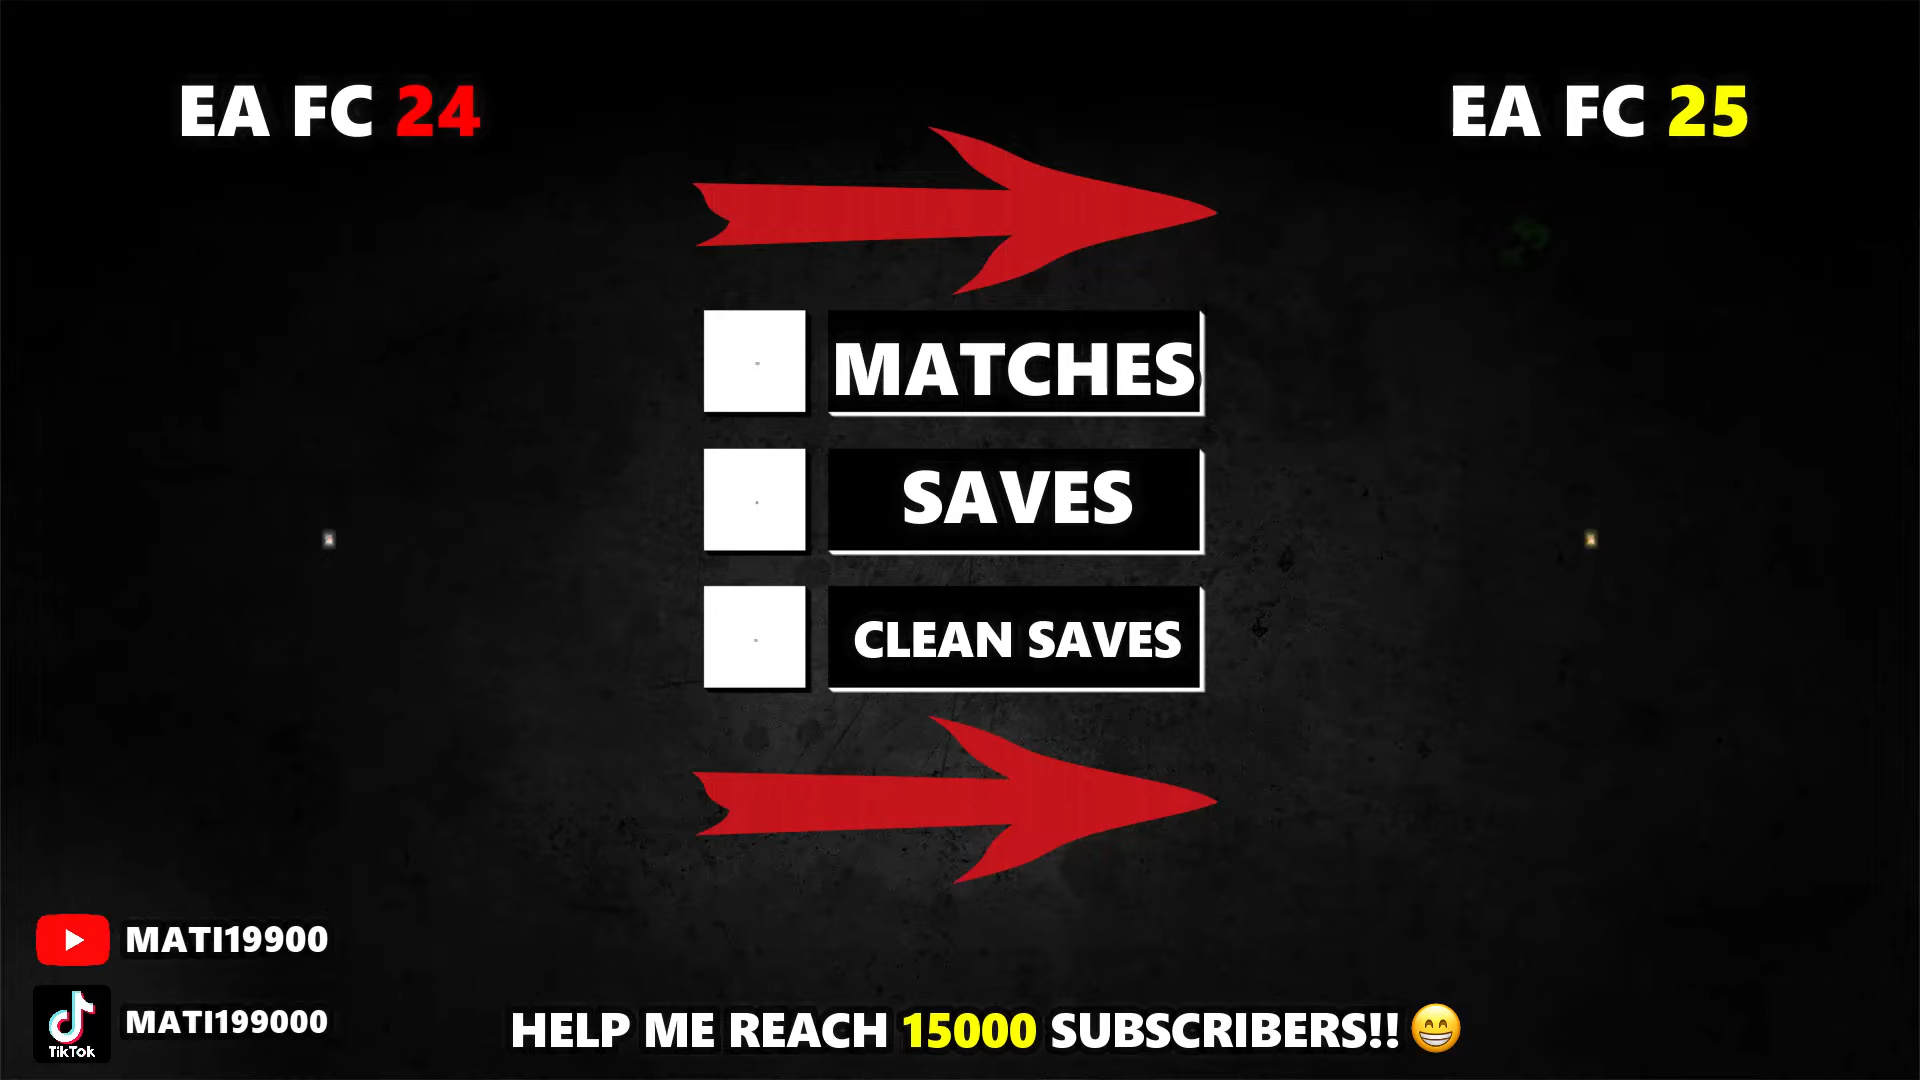 EA FC 24
EA FC 25
MATCHES
SAVES
CLEAN SAVES
MATI19900
TikTok
MATI199000
HELP ME REACH 15000 SUBSCRIBERS!!